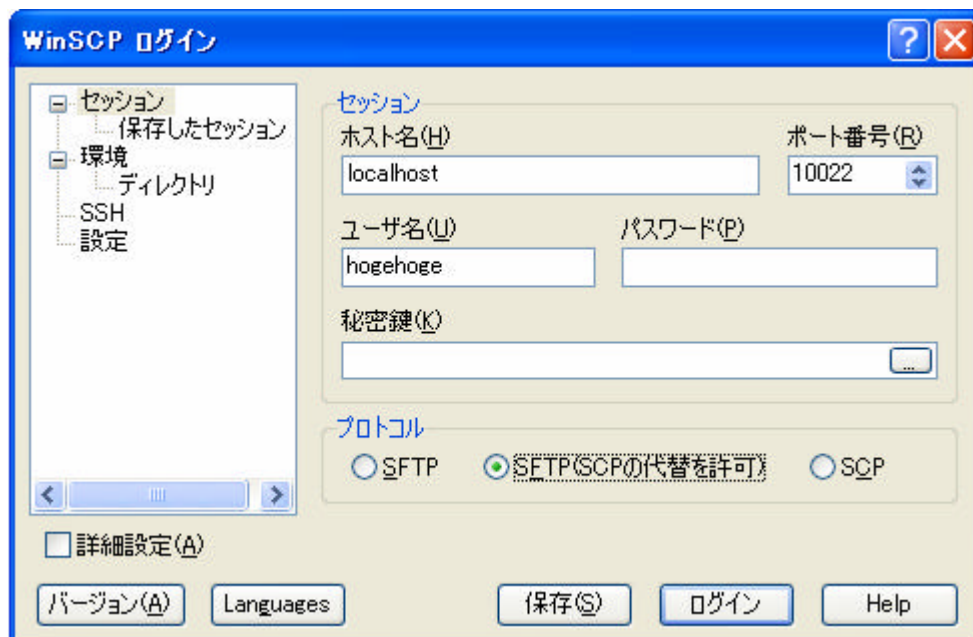 WinSCP ログイン
セッション
保存したセッション
環境
ディレクトリ
SSH
設定
セッション
ホスト名(H)
ポート番号(R)
localhost
10022
ユーザ名(U)
パスワード(P)
hogehoge
秘密鍵(K)
...
プロトコル
SFTP
SFTP(SCPの代替を許可)
SCP
詳細設定(A)
バージョン(A)
Languages
保存(S)
ログイン
Help